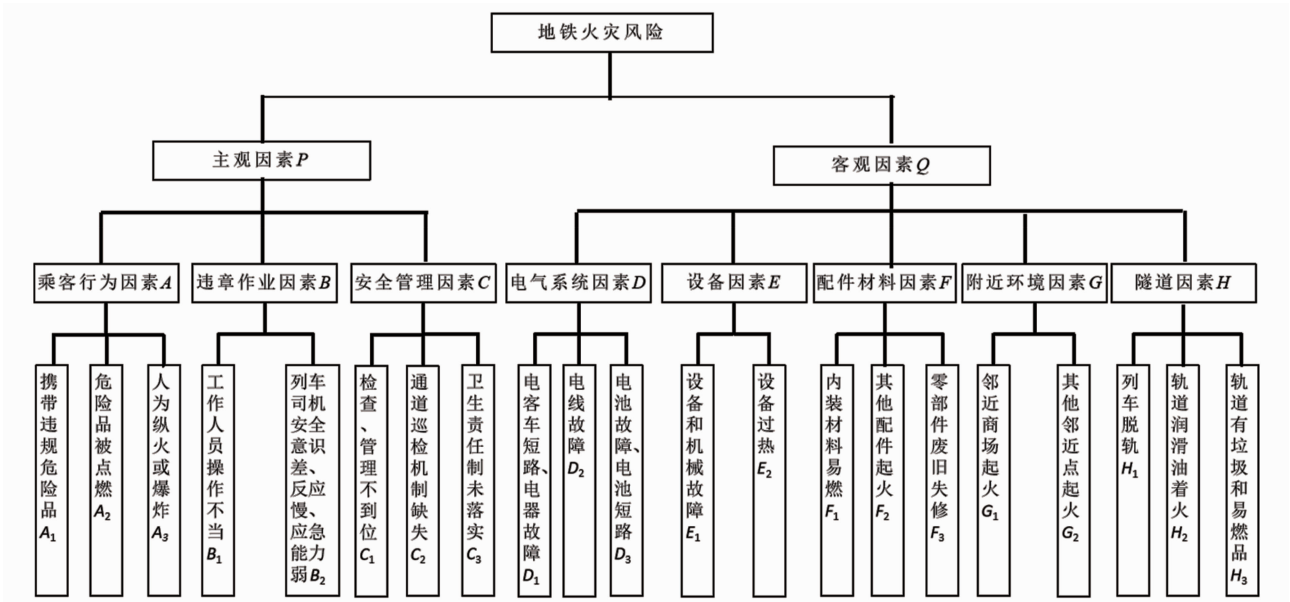 地铁火灾风险
主观因素P
客观因素Q
乘客行为因素A
违章作业因素B
安全管理因素C
电气系统因素D
设备因素E
配件材料因素F
附近环境因素G
隧道因素H
携带违规危险品A1
危险品被点燃A2
人为纵火或爆炸A3
工作人员操作不当B1
列车司机安全意识差、反应慢、应急能力弱B2
检查、管理不到位C1
通道巡检机制缺失C2
卫生责任制未落实C3
电客车短路、电器故障D1
电线故障D2
电池故障、电池短路D3
设备和机械故障E1
设备过热E2
内装材料易燃F1
其他配件起火F2
零部件废旧失修F3
邻近商场起火G1
其他邻近点起火G2
列车脱轨H1
轨道润滑油着火H2
轨道有垃圾和易燃品H3